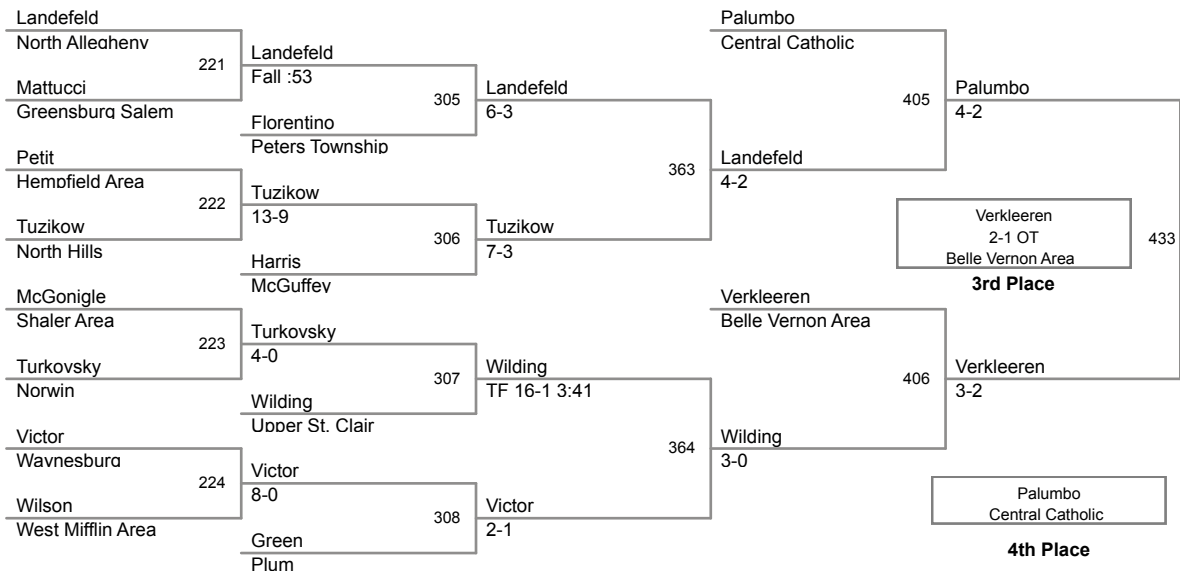 Landefeld
North Allegheny
221
Mattucci
Greensburg Salem
Petit
Hempfield Area
222
Tuzikow
North Hills
McGonigle
Shaler Area
223
Turkovsky
Norwin
Victor
Waynesburg
224
Wilson
West Mifflin Area
Landefeld
Fall :53
305
Florentino
Peters Township
Tuzikow
13-9
306
Harris
McGuffey
Turkovsky
4-0
307
Wilding
Upper St. Clair
Victor
8-0
308
Green
Plum
Landefeld
6-3
363
Tuzikow
7-3
Wilding
TF 16-1 3:41
364
Victor
2-1
Palumbo
Central Catholic
405
Landefeld
4-2
Verkleeren
Belle Vernon Area
406
Wilding
3-0
Palumbo
4-2
433
Verkleeren
3-2
Verkleeren
2-1 OT
Belle Vernon Area
3rd Place
Palumbo
Central Catholic
4th Place